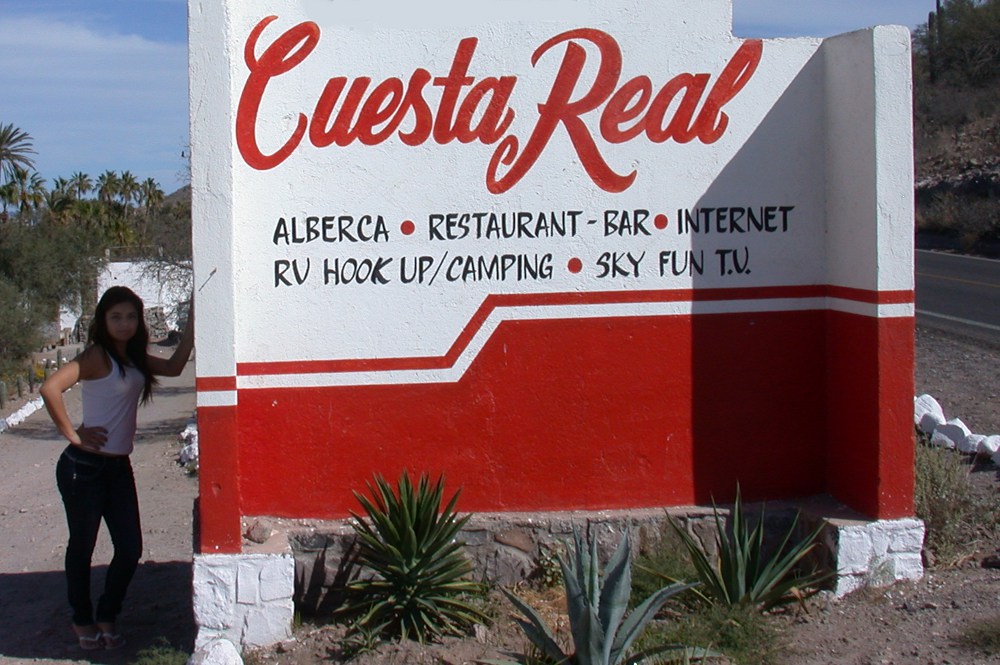 Cuesta Real
ALBERCA • RESTAURANT - BAR • INTERNET
RV HOOK UP/CAMPING • SKY FUN T.V.